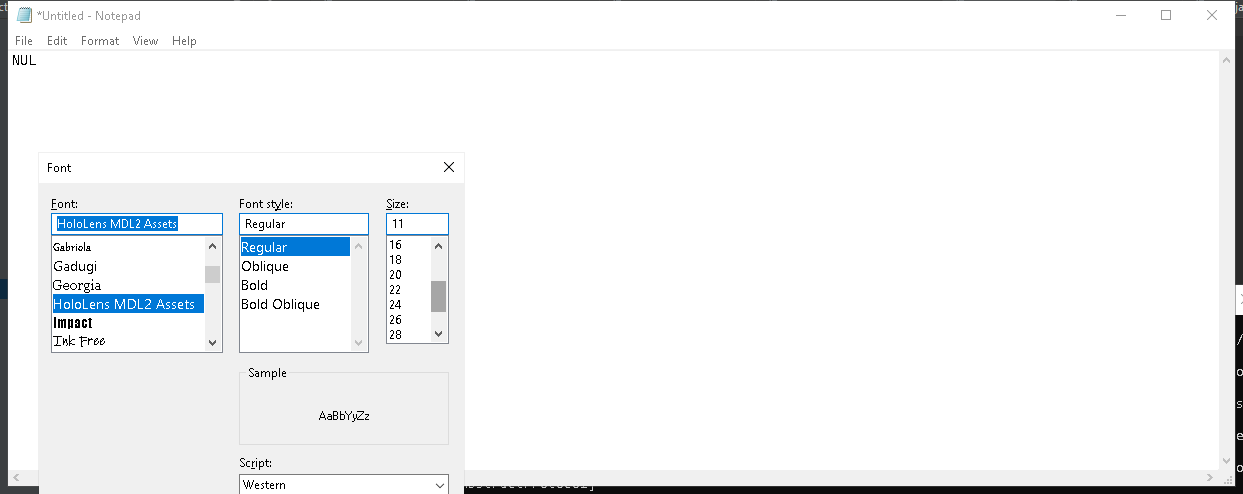 *Untitled - Notepad
File Edit Format View Help
NUL
Font
Font: Font style: Size:
HoloLens MDL2 Assets Regular 11
Gabriola
Gadugi
Georgia
HoloLens MDL2 Assets
Impact
Ink Free
Regular
Oblique
Bold
Bold Oblique
16
18
20
22
24
26
28
Sample
AaBbYyZz
Script:
Western